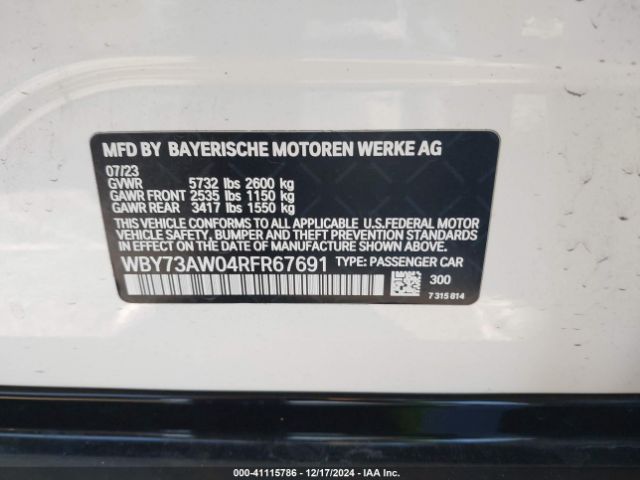 MFD BY BAYERISCHE MOTOREN WERKE AG
07/23
GVWR 5732 lbs 2600 kg
GAWR FRONT 2535 lbs 1150 kg
GAWR REAR 3417 lbs 1550 kg
THIS VEHICLE CONFORMS TO ALL APPLICABLE U.S.FEDERAL MOTOR
VEHICLE SAFETY, BUMPER AND THEFT PREVENTION STANDARDS
IN EFFECT ON THE DATE OF MANUFACTURE SHOWN ABOVE.
WBY73AW04RFR67691 TYPE: PASSENGER CAR
300
7 315 814
000-41115786 - 12/17/2024 - IAAI.com